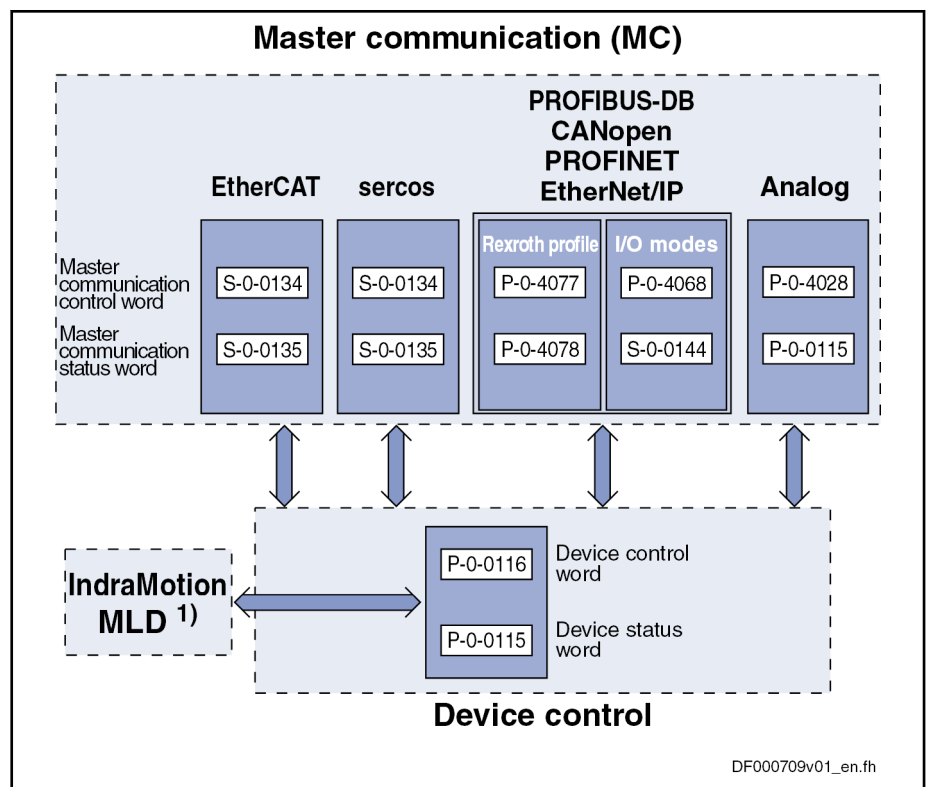 Master communication (MC)
PROFIBUS-DB
CANopen
PROFINET
EtherNet/IP
EtherCAT
sercos
Analog
Rexroth profile
I/O modes
Master
communication
control word
S-0-0134
S-0-0134
P-0-4077
P-0-4068
P-0-4028
Master
communication
status word
S-0-0135
S-0-0135
P-0-4078
S-0-0144
P-0-0115
IndraMotion
MLD 1)
P-0-0116
Device control
word
P-0-0115
Device status
word
Device control
DF000709v01_en.fh